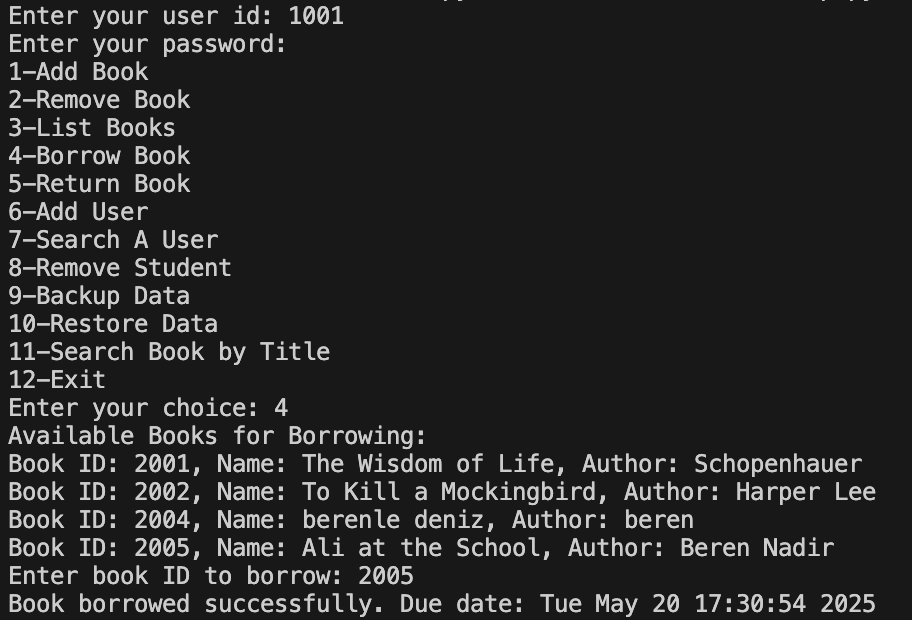 Enter your user id: 1001
Enter your password:
1-Add Book
2-Remove Book
3-List Books
4-Borrow Book
5-Return Book
6-Add User
7-Search A User
8-Remove Student
9-Backup Data
10-Restore Data
11-Search Book by Title
12-Exit
Enter your choice: 4
Available Books for Borrowing:
Book ID: 2001, Name: The Wisdom of Life, Author: Schopenhauer
Book ID: 2002, Name: To Kill a Mockingbird, Author: Harper Lee
Book ID: 2004, Name: berenle deniz, Author: beren
Book ID: 2005, Name: Ali at the School, Author: Beren Nadir
Enter book ID to borrow: 2005
Book borrowed successfully. Due date: Tue May 20 17:30:54 2025